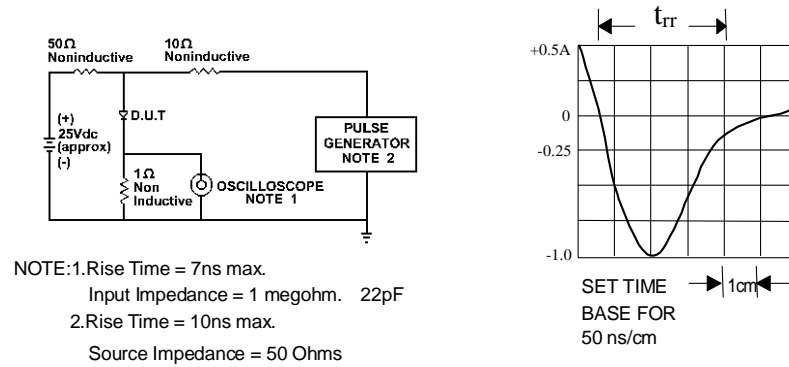 50Ω
Noninductive
10Ω
Noninductive
D.U.T
(+)
25Vdc
(approx)
(-)
1Ω
Non
Inductive
OSCILLOSCOPE
NOTE 1
PULSE
GENERATOR
NOTE 2
NOTE:1.Rise Time = 7ns max.
Input Impedance = 1 megohm. 22pF
2.Rise Time = 10ns max.
Source Impedance = 50 Ohms
trr
+0.5A
0
-0.25
-1.0
SET TIME
BASE FOR
50 ns/cm
1cm